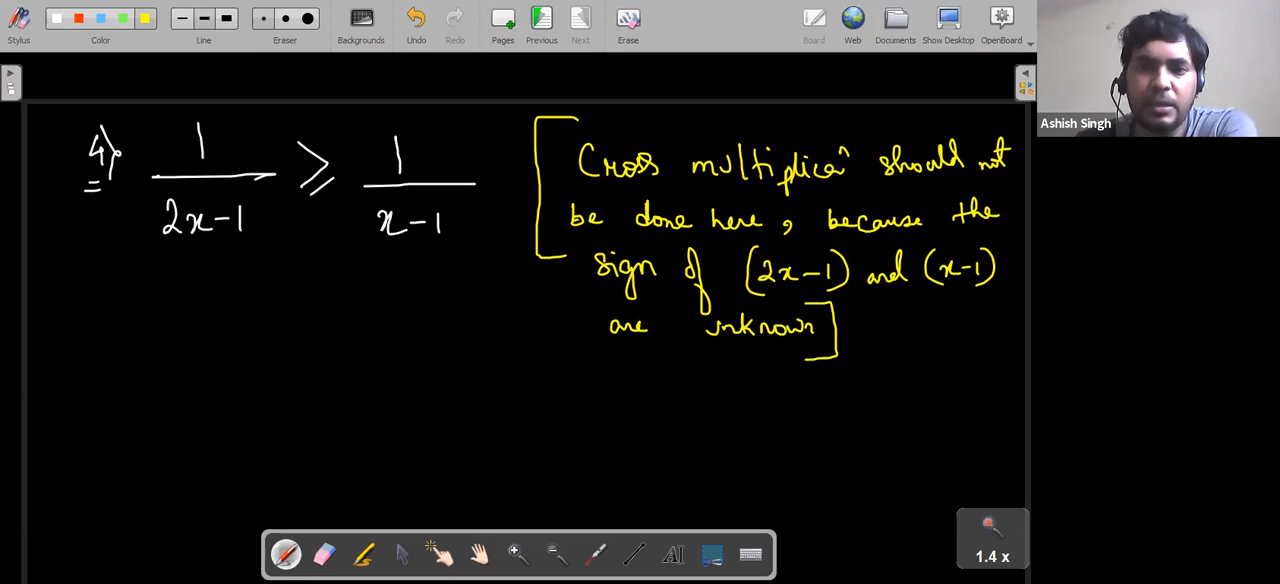 Stylus Color Line Eraser Backgrounds Undo Redo Pages Previous Next Erase Board Web Documents Show Desktop OpenBoard
Ashish Singh
4) 1/(2x-1) ≥ 1/(x-1)
[Cross multiplicaⁿ should not
be done here, because the
sign of (2x-1) and (x-1)
are unknown]
AI
1.4 x